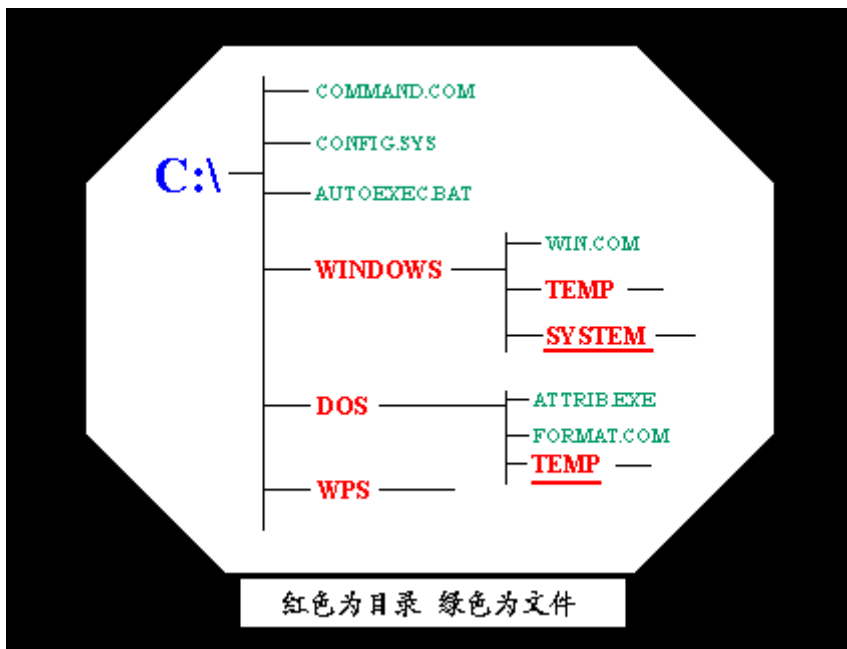 COMMAND.COM
CONFIG.SYS
C:\
AUTOEXEC.BAT
WIN.COM
WINDOWS
TEMP
SYSTEM
DOS
ATTRIB.EXE
FORMAT.COM
TEMP
WPS
红色为目录 绿色为文件